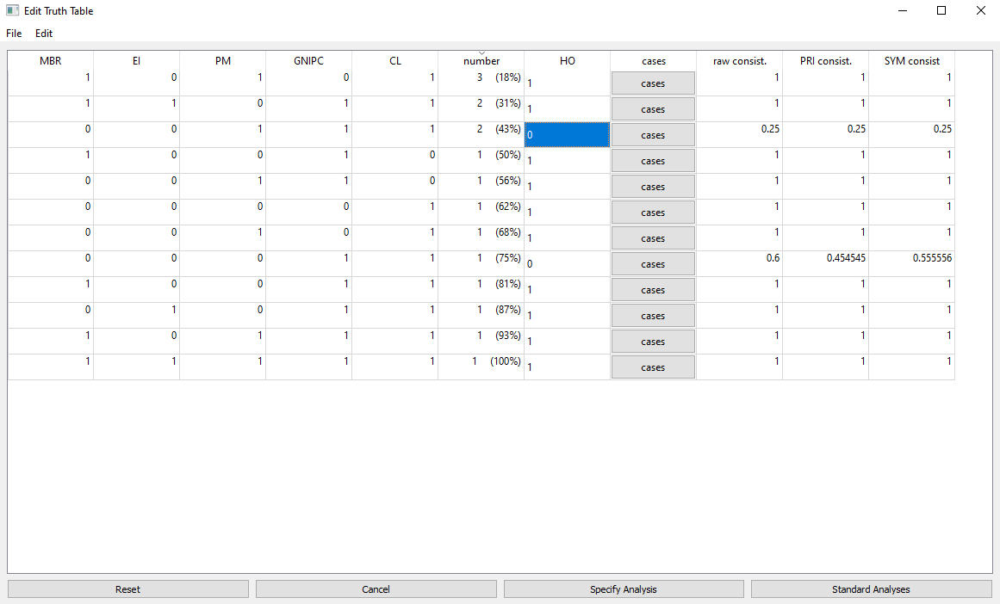 Edit Truth Table
File Edit
MBR EI PM GNIPC CL number HO cases raw consist. PRI consist. SYM consist
1 0 1 0 1 3 (18%) 1 cases 1 1 1
1 1 0 1 1 2 (31%) 1 cases 1 1 1
0 0 1 1 1 2 (43%) 0 cases 0.25 0.25 0.25
1 0 0 1 0 1 (50%) 1 cases 1 1 1
0 0 1 1 0 1 (56%) 1 cases 1 1 1
0 0 0 0 1 1 (62%) 1 cases 1 1 1
0 0 1 0 1 1 (68%) 1 cases 1 1 1
0 0 0 1 1 1 (75%) 0 cases 0.6 0.454545 0.555556
1 0 0 1 1 1 (81%) 1 cases 1 1 1
0 1 0 1 1 1 (87%) 1 cases 1 1 1
1 0 1 1 1 1 (93%) 1 cases 1 1 1
1 1 1 1 1 1 (100%) 1 cases 1 1 1
Reset Cancel Specify Analysis Standard Analyses